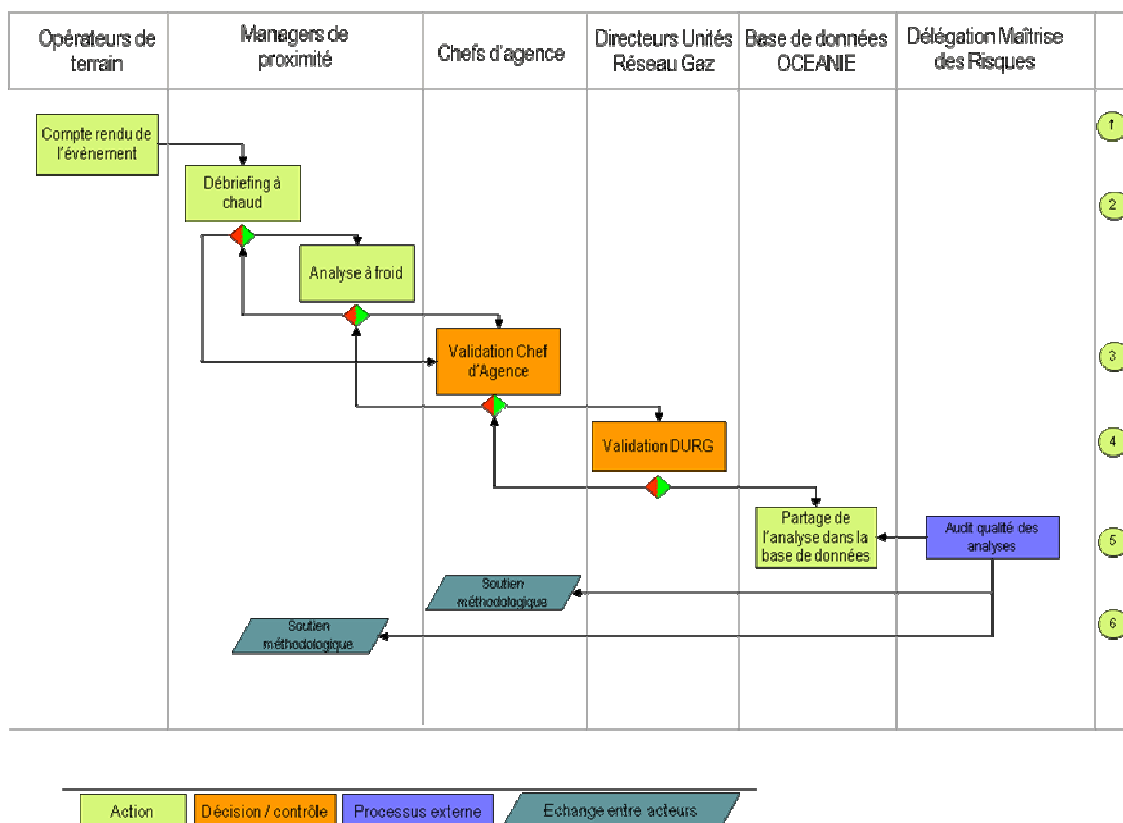 Opérateurs de
terrain
Managers de
proximité
Chefs d'agence
Directeurs Unités
Réseau Gaz
Base de données
OCEANIE
Délégation Maîtrise
des Risques
Compte rendu de
l'évènement
1
Débriefing à
chaud
2
Analyse à froid
Validation Chef
d'Agence
3
Validation DURG
4
Partage de
l'analyse dans la
base de données
Audit qualité des
analyses
5
Soutien
méthodologique
Soutien
méthodologique
6
Action
Décision / contrôle
Processus externe
Echange entre acteurs